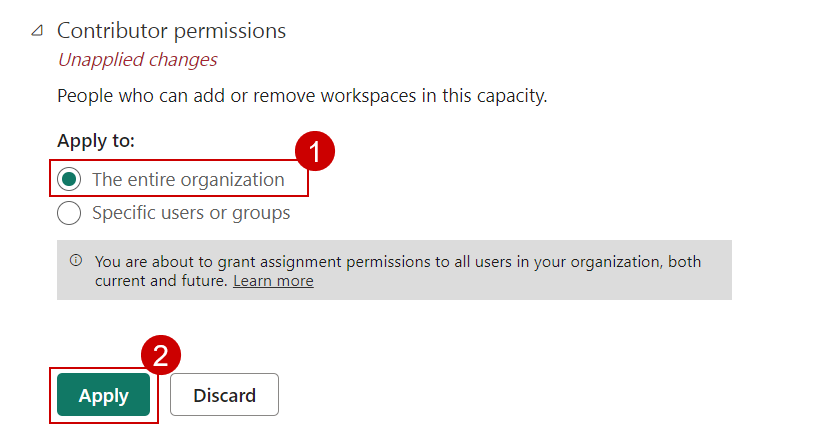 Contributor permissions
Unapplied changes
People who can add or remove workspaces in this capacity.
Apply to:
1
The entire organization
Specific users or groups
You are about to grant assignment permissions to all users in your organization, both
current and future. Learn more
2
Apply
Discard